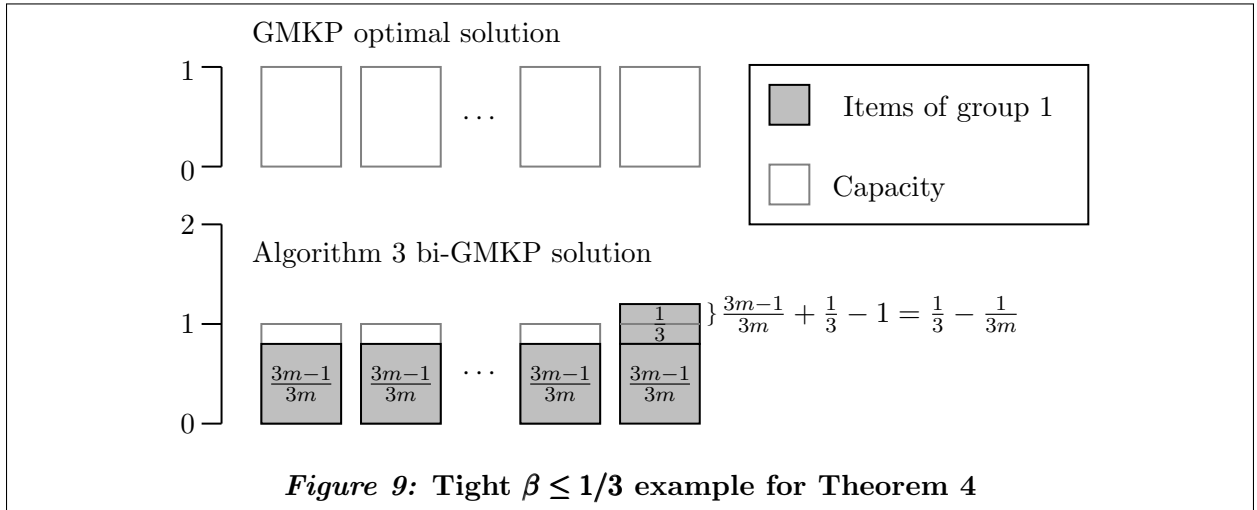 GMKP optimal solution
1
0
. . .
Items of group 1
Capacity
2
1
0
Algorithm 3 bi-GMKP solution
1/3
} (3m−1)/(3m) + 1/3 − 1 = 1/3 − 1/(3m)
(3m−1)/(3m) (3m−1)/(3m) . . . (3m−1)/(3m) (3m−1)/(3m)
Figure 9: Tight β ≤ 1/3 example for Theorem 4